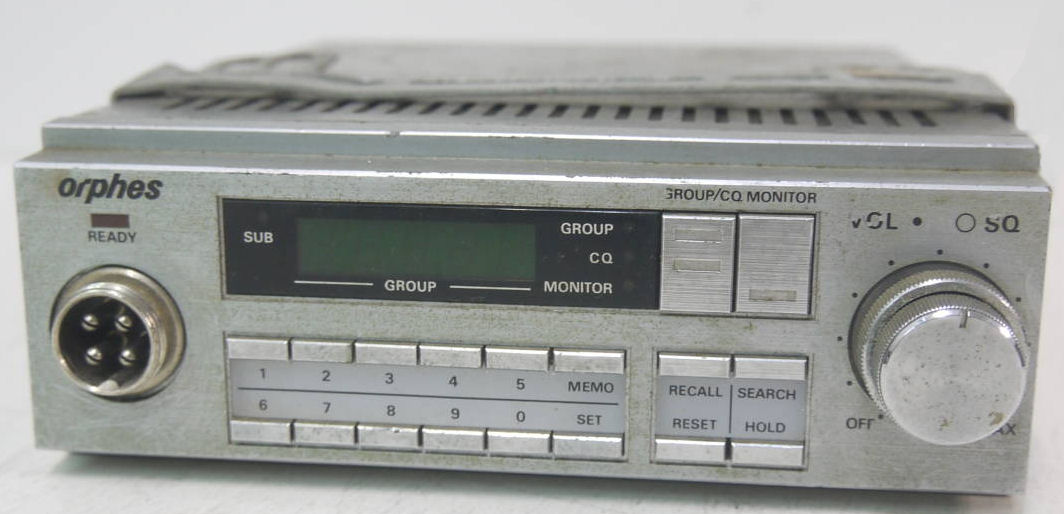 orphes
READY
SUB
GROUP
CQ
GROUP
MONITOR
GROUP/CQ MONITOR
VOL SQ
1 2 3 4 5 MEMO
6 7 8 9 0 SET
RECALL SEARCH
RESET HOLD
OFF